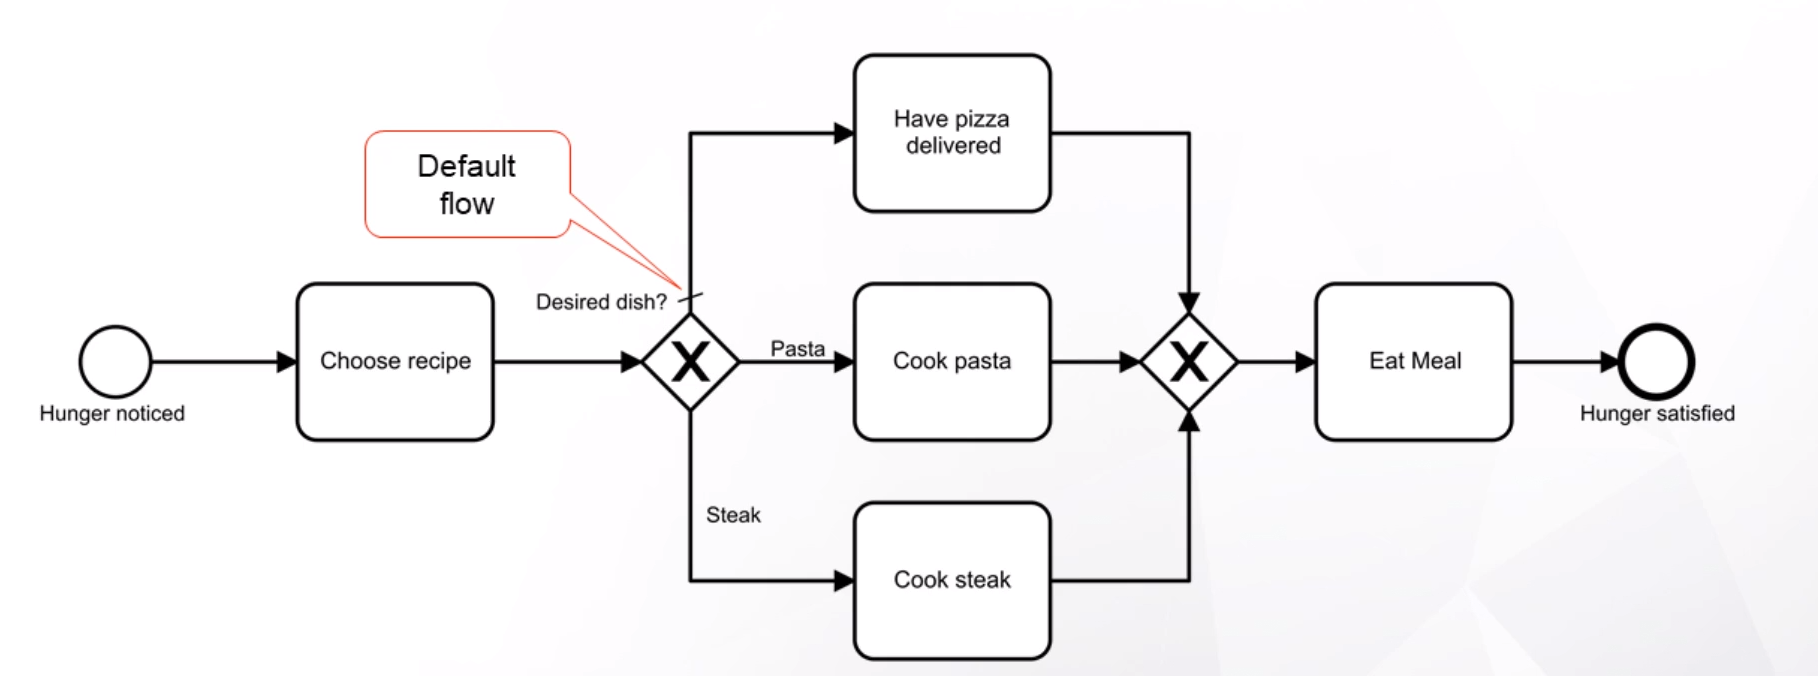 Have pizza
delivered
Default
flow
Desired dish?
Hunger noticed
Choose recipe
X
Pasta
Cook pasta
X
Eat Meal
Hunger satisfied
Steak
Cook steak